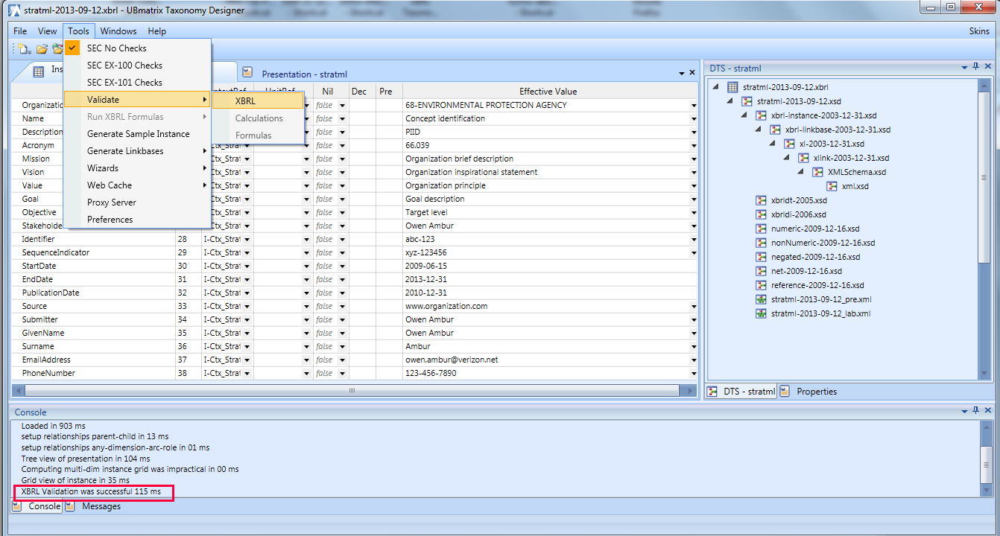 stratml-2013-09-12.xbrl - UBmatrix Taxonomy Designer
File View Tools Windows Help Skins
SEC No Checks
SEC EX-100 Checks
SEC EX-101 Checks
Validate
Run XBRL Formulas
Generate Sample Instance
Generate Linkbases
Wizards
Web Cache
Proxy Server
Preferences
XBRL
Calculations
Formulas
Ins
Presentation - stratml
Nil Dec Pre Effective Value
Organizatio false 68-ENVIRONMENTAL PROTECTION AGENCY
Name false Concept identification
Description false PIID
Acronym I-Ctx_Strat false 66.039
Mission I-Ctx_Strat false Organization brief description
Vision I-Ctx_Strat false Organization inspirational statement
Value I-Ctx_Strat false Organization principle
Goal I-Ctx_Strat false Goal description
Objective I-Ctx_Strat false Target level
Stakeholde I-Ctx_Strat false Owen Ambur
Identifier 28 I-Ctx_Strat false abc-123
SequenceIndicator 29 I-Ctx_Strat false xyz-123456
StartDate 30 I-Ctx_Strat false 2009-06-15
EndDate 31 I-Ctx_Strat false 2013-12-31
PublicationDate 32 I-Ctx_Strat false 2010-12-31
Source 33 I-Ctx_Strat false www.organization.com
Submitter 34 I-Ctx_Strat false Owen Ambur
GivenName 35 I-Ctx_Strat false Owen Ambur
Surname 36 I-Ctx_Strat false Ambur
EmailAddress 37 I-Ctx_Strat false owen.ambur@verizon.net
PhoneNumber 38 I-Ctx_Strat false 123-456-7890
DTS - stratml
stratml-2013-09-12.xbrl
stratml-2013-09-12.xsd
xbrl-instance-2003-12-31.xsd
xbrl-linkbase-2003-12-31.xsd
xl-2003-12-31.xsd
xlink-2003-12-31.xsd
XMLSchema.xsd
xml.xsd
xbrldt-2005.xsd
xbrldi-2006.xsd
numeric-2009-12-16.xsd
nonNumeric-2009-12-16.xsd
negated-2009-12-16.xsd
net-2009-12-16.xsd
reference-2009-12-16.xsd
stratml-2013-09-12_pre.xml
stratml-2013-09-12_lab.xml
DTS - stratml Properties
Console
Loaded in 903 ms
setup relationships parent-child in 13 ms
setup relationships any-dimension-arc-role in 01 ms
Tree view of presentation in 104 ms
Computing multi-dim instance grid was impractical in 00 ms
Grid view of instance in 35 ms
XBRL Validation was successful 115 ms
Console Messages